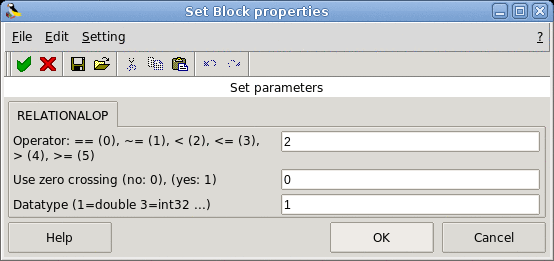 Set Block properties
File Edit Setting ?
Set parameters
RELATIONALOP
Operator: == (0), ~= (1), < (2), <= (3), 2
> (4), >= (5)
Use zero crossing (no: 0), (yes: 1) 0
Datatype (1=double 3=int32 ...) 1
Help OK Cancel